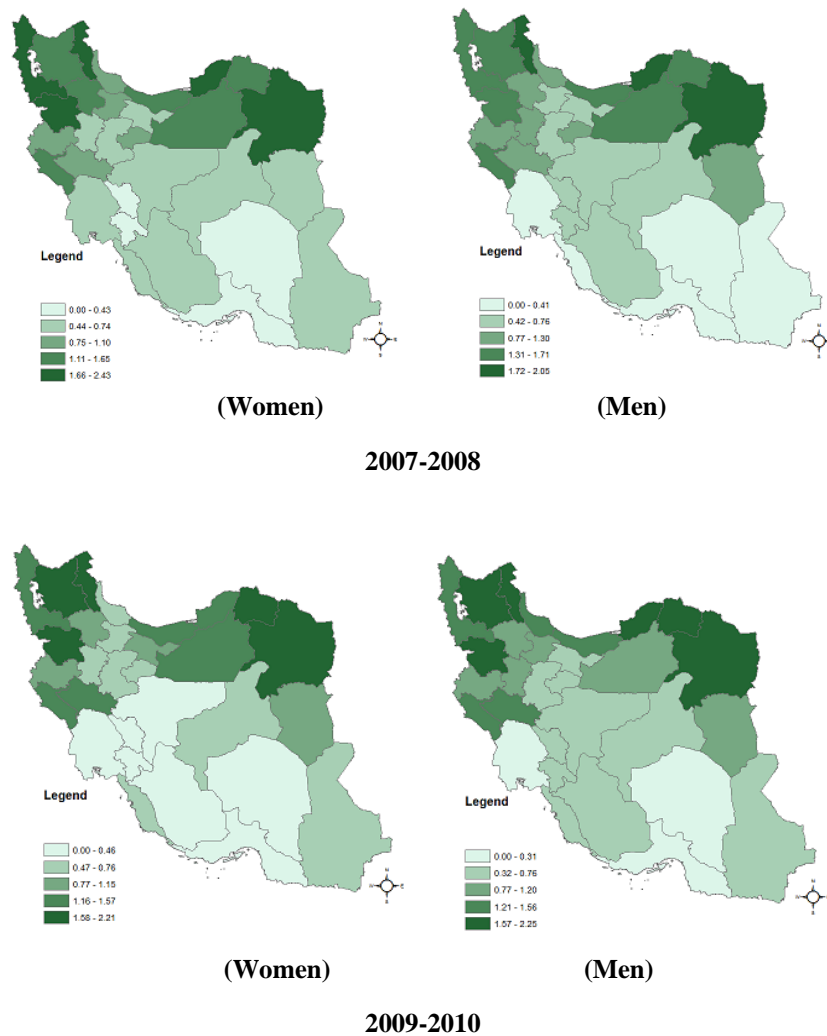 Legend
0.00 - 0.43
0.44 - 0.74
0.75 - 1.10
1.11 - 1.65
1.66 - 2.43
N
W E
S
(Women)
Legend
0.00 - 0.41
0.42 - 0.76
0.77 - 1.30
1.31 - 1.71
1.72 - 2.05
N
W E
S
(Men)
2007-2008
Legend
0.00 - 0.46
0.47 - 0.76
0.77 - 1.15
1.16 - 1.57
1.58 - 2.21
N
W E
S
(Women)
Legend
0.00 - 0.31
0.32 - 0.76
0.77 - 1.20
1.21 - 1.56
1.57 - 2.25
N
W E
S
(Men)
2009-2010